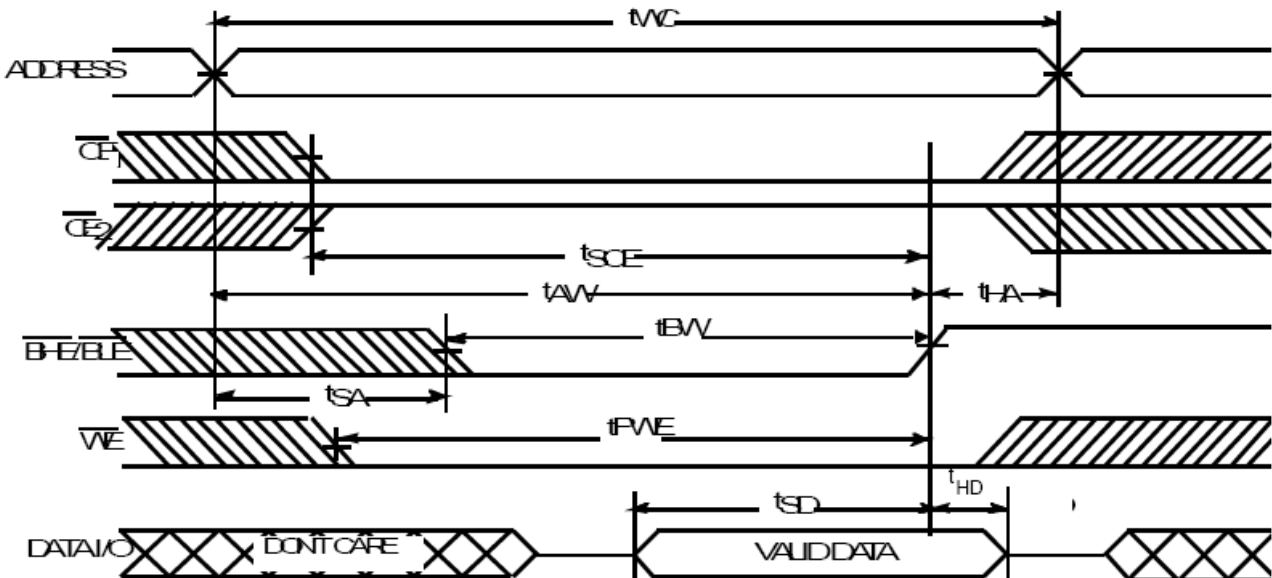 tWC
ADDRESS
CE1
CE2
tSCE
tAW
tHA
tBW
BHE/BLE
tSA
tPWE
WE
tHD
tSD
DATA I/O
DON'T CARE
VALID DATA